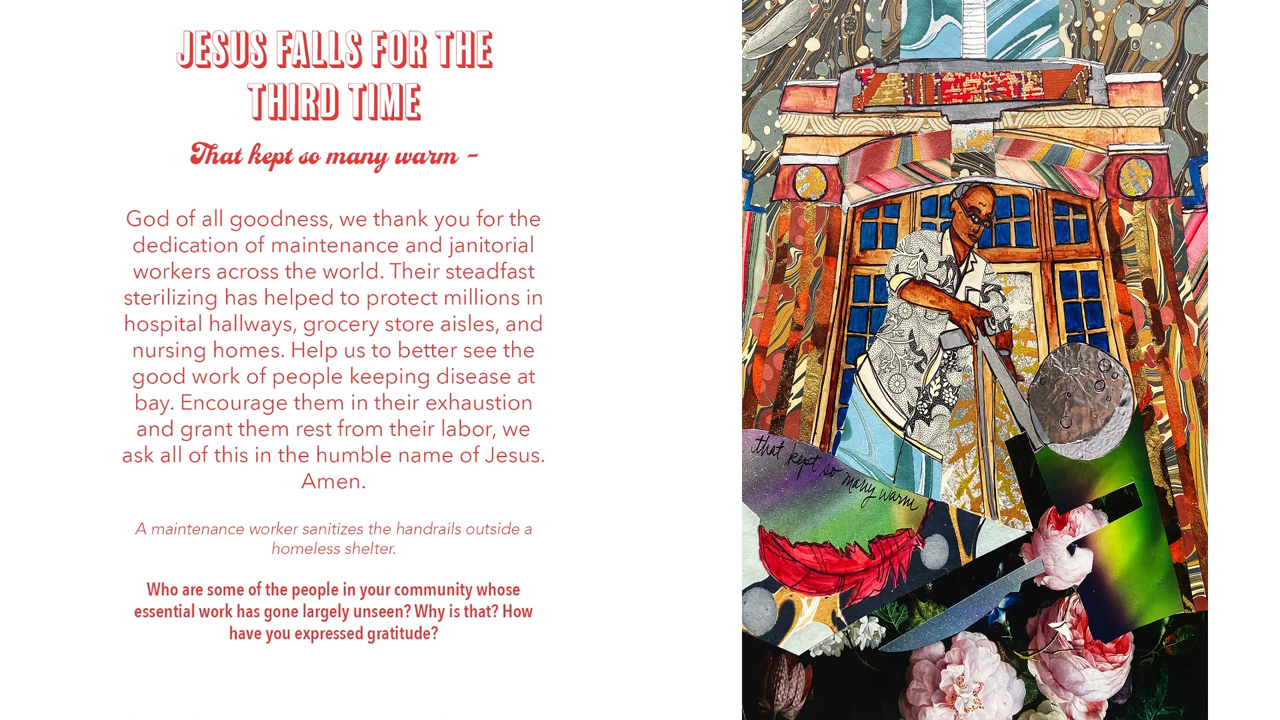 JESUS FALLS FOR THE
THIRD TIME
That kept so many warm –
God of all goodness, we thank you for the
dedication of maintenance and janitorial
workers across the world. Their steadfast
sterilizing has helped to protect millions in
hospital hallways, grocery store aisles, and
nursing homes. Help us to better see the
good work of people keeping disease at
bay. Encourage them in their exhaustion
and grant them rest from their labor, we
ask all of this in the humble name of Jesus.
Amen.
A maintenance worker sanitizes the handrails outside a
homeless shelter.
Who are some of the people in your community whose
essential work has gone largely unseen? Why is that? How
have you expressed gratitude?
that kept so many warm